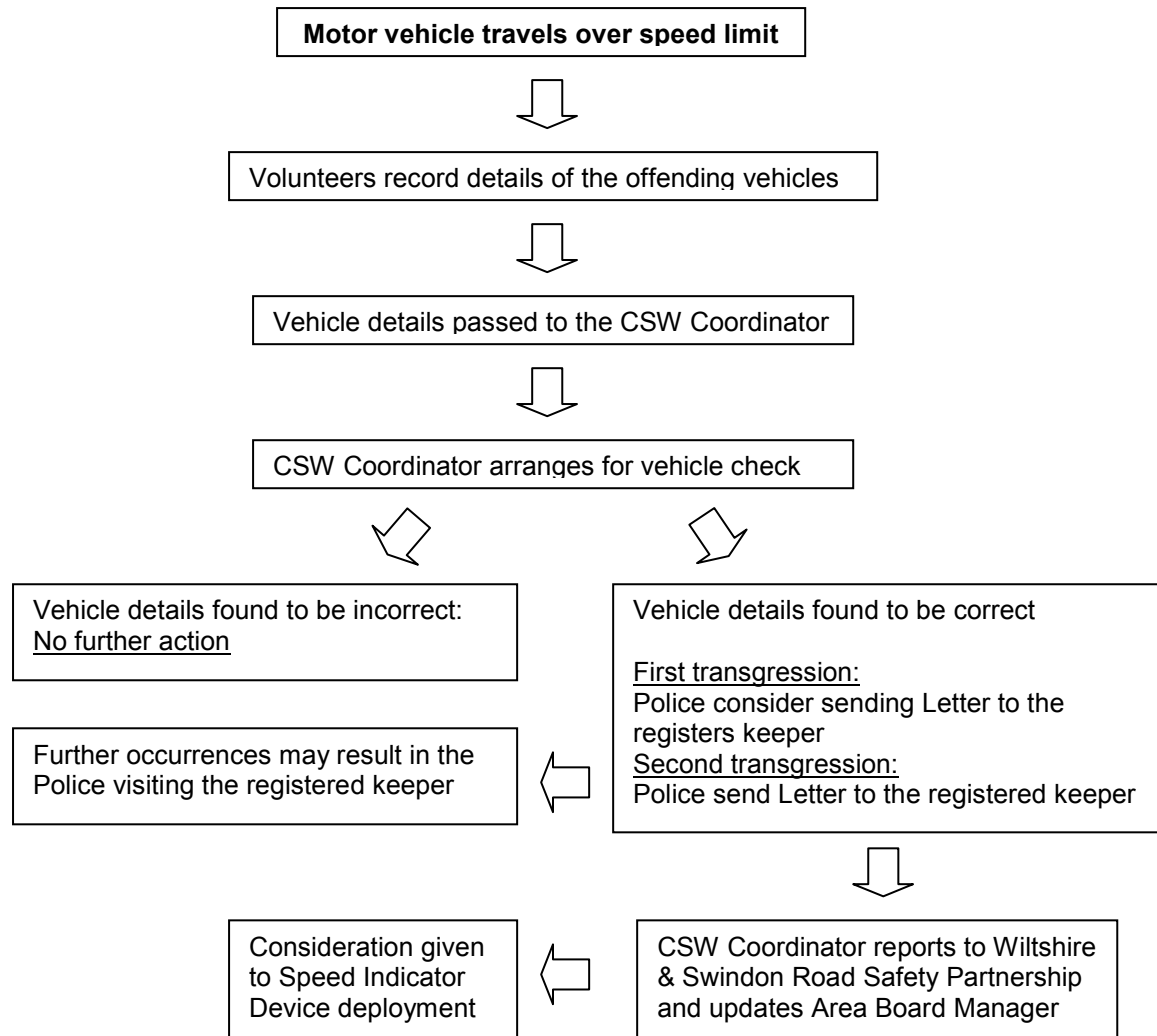 Motor vehicle travels over speed limit
Volunteers record details of the offending vehicles
Vehicle details passed to the CSW Coordinator
CSW Coordinator arranges for vehicle check
Vehicle details found to be incorrect:
No further action
Vehicle details found to be correct
First transgression:
Police consider sending Letter to the
registers keeper
Second transgression:
Police send Letter to the registered keeper
Further occurrences may result in the
Police visiting the registered keeper
CSW Coordinator reports to Wiltshire
& Swindon Road Safety Partnership
and updates Area Board Manager
Consideration given
to Speed Indicator
Device deployment